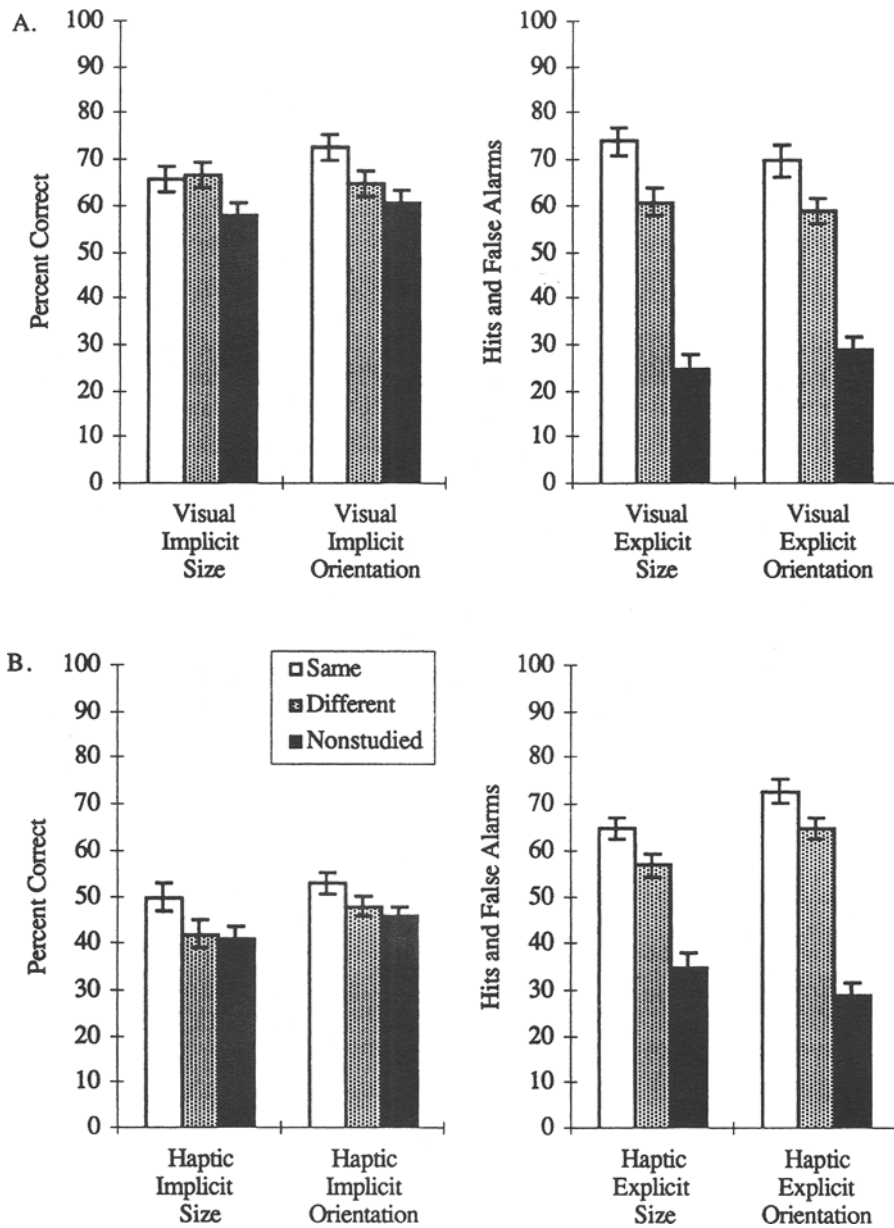 A.
100
90
80
70
60
50
40
30
20
10
0
Percent Correct
Visual
Implicit
Size
Visual
Implicit
Orientation
100
90
80
70
60
50
40
30
20
10
0
Hits and False Alarms
Visual
Explicit
Size
Visual
Explicit
Orientation
B.
100
90
80
70
60
50
40
30
20
10
0
Percent Correct
Same
Different
Nonstudied
Haptic
Implicit
Size
Haptic
Implicit
Orientation
100
90
80
70
60
50
40
30
20
10
0
Hits and False Alarms
Haptic
Explicit
Size
Haptic
Explicit
Orientation